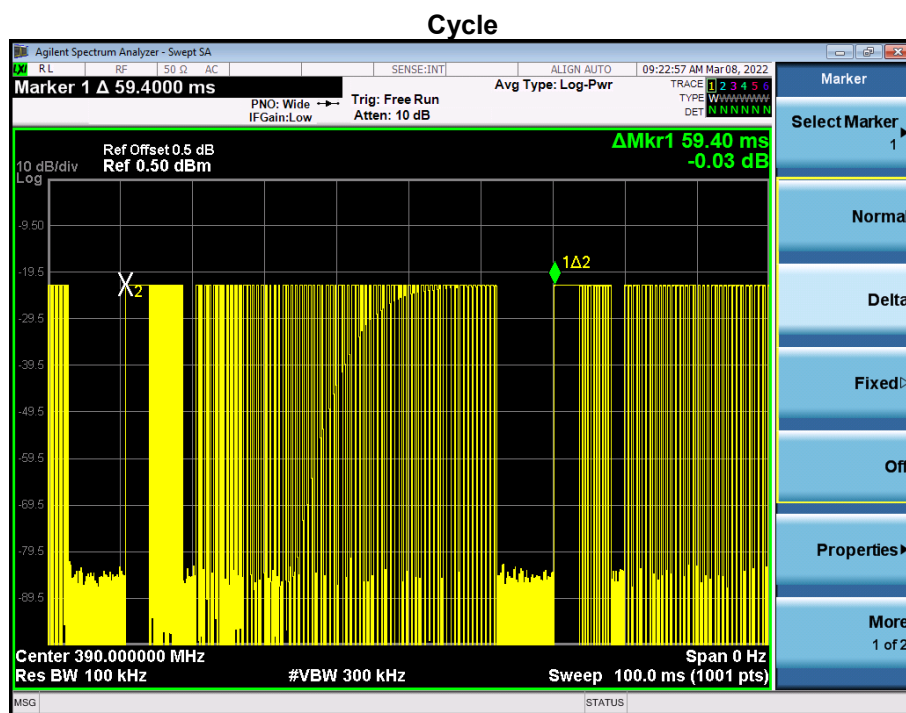 Cycle
Agilent Spectrum Analyzer - Swept SA
LXI RL RF 50 Ω AC SENSE:INT ALIGN AUTO 09:22:57 AM Mar 08, 2022
Marker 1 Δ 59.4000 ms
PNO: Wide
IFGain:Low
Trig: Free Run
Atten: 10 dB
Avg Type: Log-Pwr
TRACE 1 2 3 4 5 6
TYPE WWWWWW
DET N N N N N N
Marker
Select Marker
1
Normal
Delta
Fixed
Off
Properties
More
1 of 2
ΔMkr1 59.40 ms
-0.03 dB
Ref Offset 0.5 dB
10 dB/div Ref 0.50 dBm
Log
-9.50
-19.5
-29.5
-39.5
-49.5
-59.5
-69.5
-79.5
-89.5
X2
1Δ2
Center 390.000000 MHz Span 0 Hz
Res BW 100 kHz #VBW 300 kHz Sweep 100.0 ms (1001 pts)
MSG STATUS